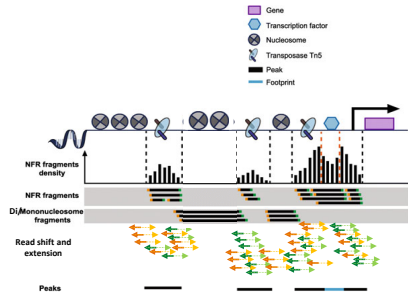 Gene
Transcription factor
Nucleosome
Transposase Tn5
Peak
Footprint
NFR fragments
density
NFR fragments
Di/Mononucleosome
fragments
Read shift and
extension
Peaks